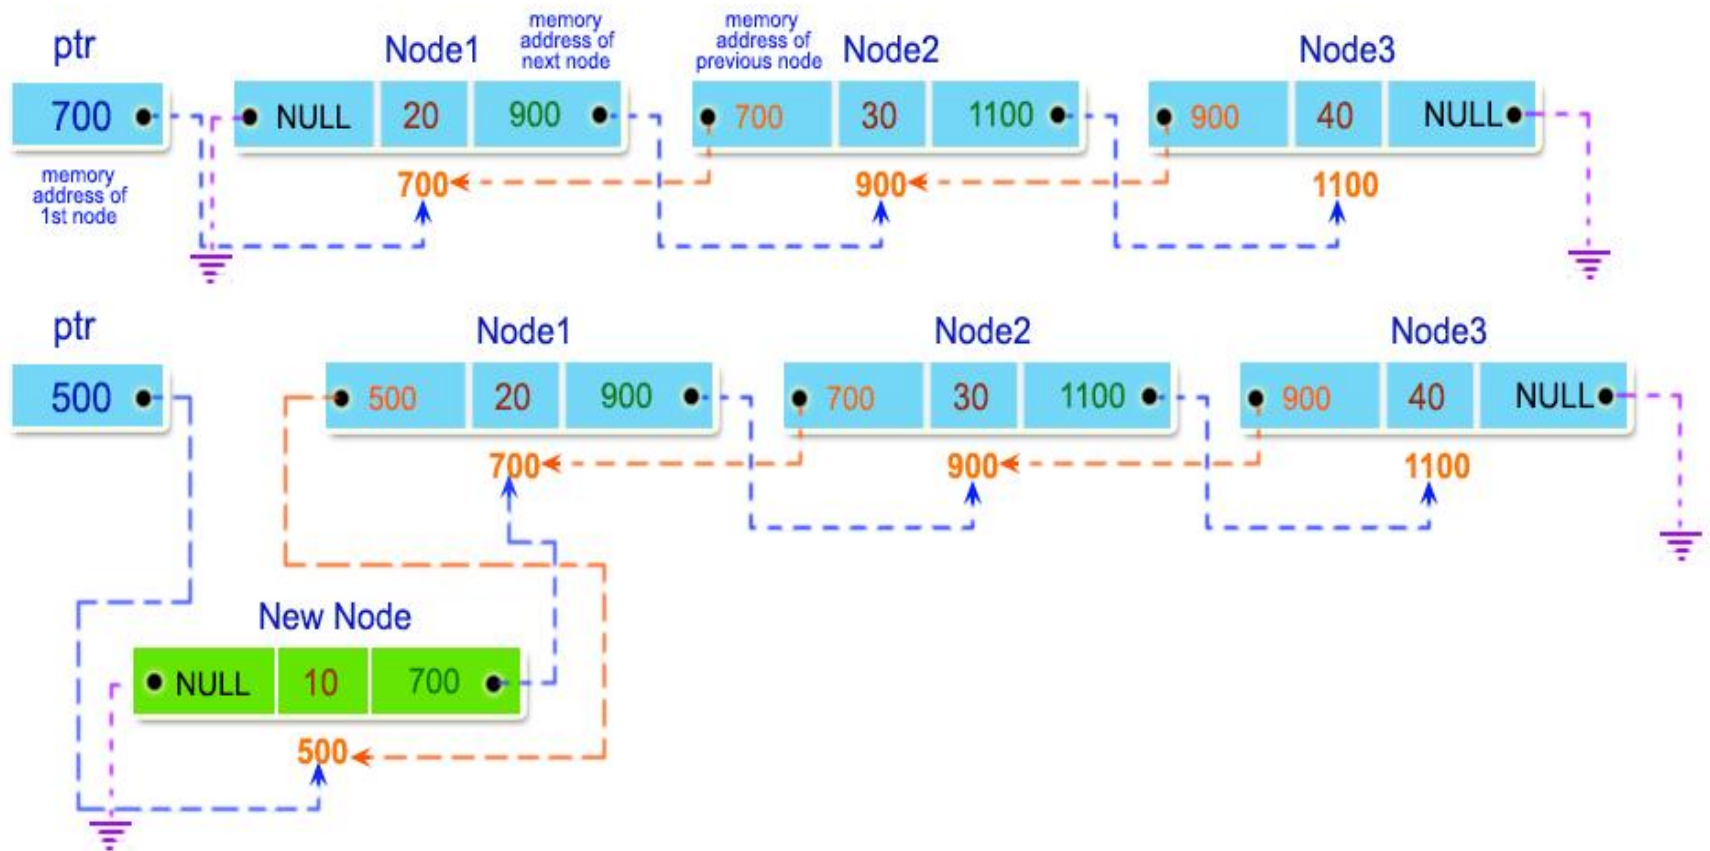 ptr
Node1
memory
address of
next node
memory
address of
previous node
Node2
Node3
700
NULL 20 900
700 30 1100
900 40 NULL
memory
address of
1st node
700
900
1100
ptr
Node1
Node2
Node3
500
500 20 900
700 30 1100
900 40 NULL
700
900
1100
New Node
NULL 10 700
500